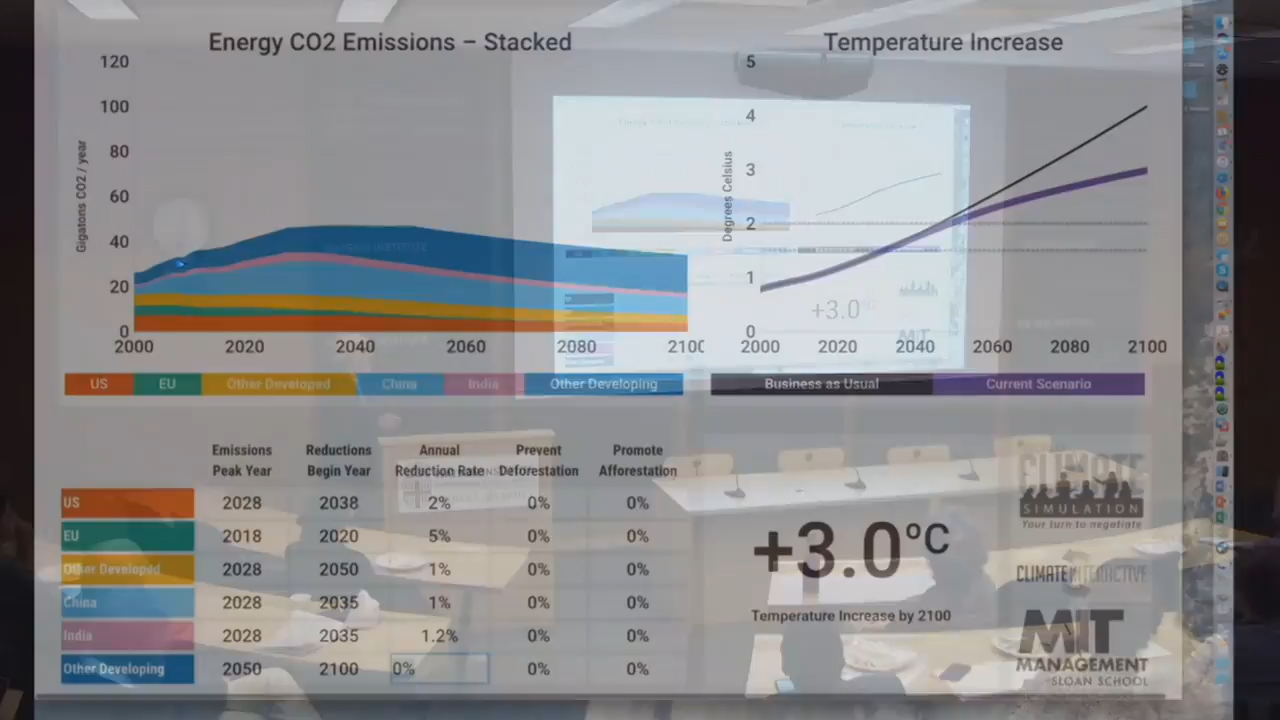 Energy CO2 Emissions – Stacked
Temperature Increase
Gigatons CO2 / year
120
100
80
60
40
20
0
2000 2020 2040 2060 2080 2100
Degrees Celsius
5
4
3
2
1
0
2000 2020 2040 2060 2080 2100
US EU Other Developed China India Other Developing
Business as Usual Current Scenario
Emissions Peak Year
Reductions Begin Year
Annual Reduction Rate
Prevent Deforestation
Promote Afforestation
US 2028 2038 2% 0% 0%
EU 2018 2020 5% 0% 0%
Other Developed 2028 2050 1% 0% 0%
China 2028 2035 1% 0% 0%
India 2028 2035 1.2% 0% 0%
Other Developing 2050 2100 0% 0% 0%
+3.0°C
Temperature Increase by 2100
CLIMATE
SIMULATION
Your turn to negotiate
CLIMATE INTERACTIVE
MIT
MANAGEMENT
SLOAN SCHOOL
+3.0°C
MIT